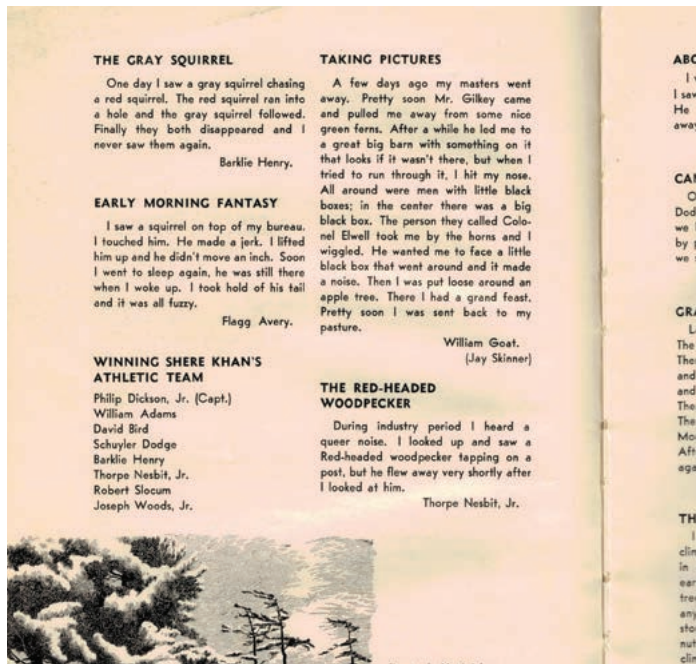 THE GRAY SQUIRREL
One day I saw a gray squirrel chasing
a red squirrel. The red squirrel ran into
a hole and the gray squirrel followed.
Finally they both disappeared and I
never saw them again.
Barklie Henry.
EARLY MORNING FANTASY
I saw a squirrel on top of my bureau.
I touched him. He made a jerk. I lifted
him up and he didn't move an inch. Soon
I went to sleep again, he was still there
when I woke up. I took hold of his tail
and it was all fuzzy.
Flagg Avery.
WINNING SHERE KHAN'S
ATHLETIC TEAM
Philip Dickson, Jr. (Capt.)
William Adams
David Bird
Schuyler Dodge
Barklie Henry
Thorpe Nesbit, Jr.
Robert Slocum
Joseph Woods, Jr.
TAKING PICTURES
A few days ago my masters went
away. Pretty soon Mr. Gilkey came
and pulled me away from some nice
green ferns. After a while he led me to
a great big barn with something on it
that looks if it wasn't there, but when I
tried to run through it, I hit my nose.
All around were men with little black
boxes; in the center there was a big
black box. The person they called Colo-
nel Elwell took me by the horns and I
wiggled. He wanted me to face a little
black box that went around and it made
a noise. Then I was put loose around an
apple tree. There I had a grand feast.
Pretty soon I was sent back to my
pasture.
William Goat.
(Jay Skinner)
THE RED-HEADED
WOODPECKER
During industry period I heard a
queer noise. I looked up and saw a
Red-headed woodpecker tapping on a
post, but he flew away very shortly after
I looked at him.
Thorpe Nesbit, Jr.
I saw
He
away
we
by
we
The
and
and
The
in
any